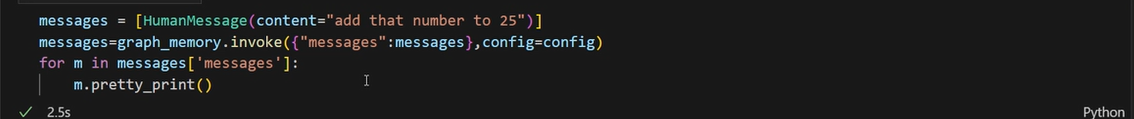 messages = [HumanMessage(content="add that number to 25")]
messages=graph_memory.invoke({"messages":messages},config=config)
for m in messages['messages']:
    m.pretty_print()
2.5s
Python